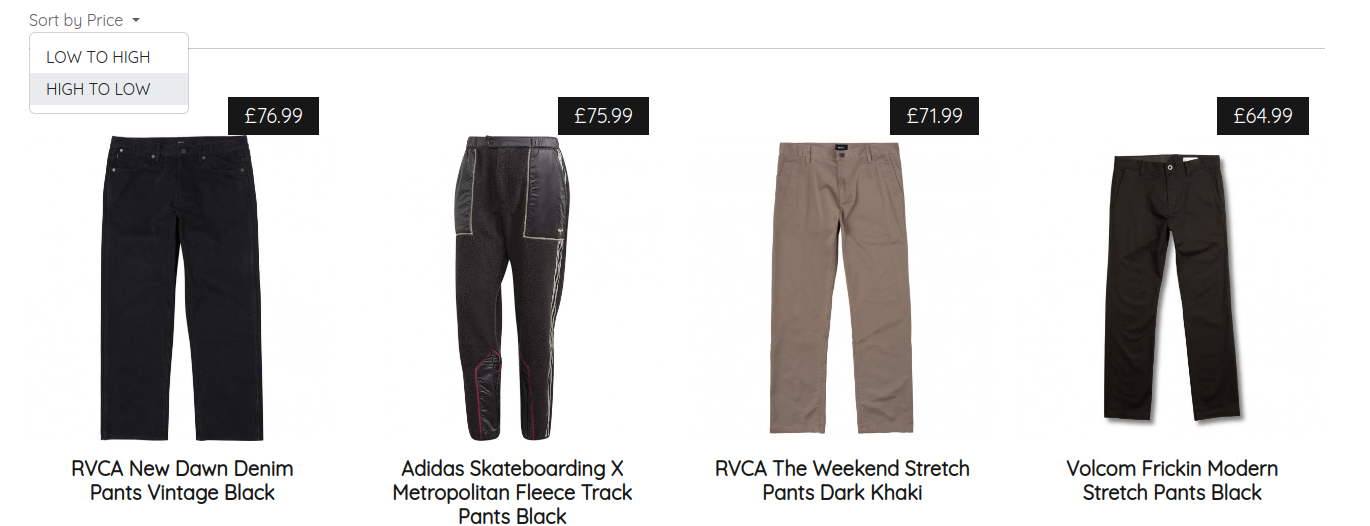 Sort by Price
LOW TO HIGH
HIGH TO LOW
£76.99
£75.99
£71.99
£64.99
RVCA New Dawn Denim
Pants Vintage Black
Adidas Skateboarding X
Metropolitan Fleece Track
Pants Black
RVCA The Weekend Stretch
Pants Dark Khaki
Volcom Frickin Modern
Stretch Pants Black